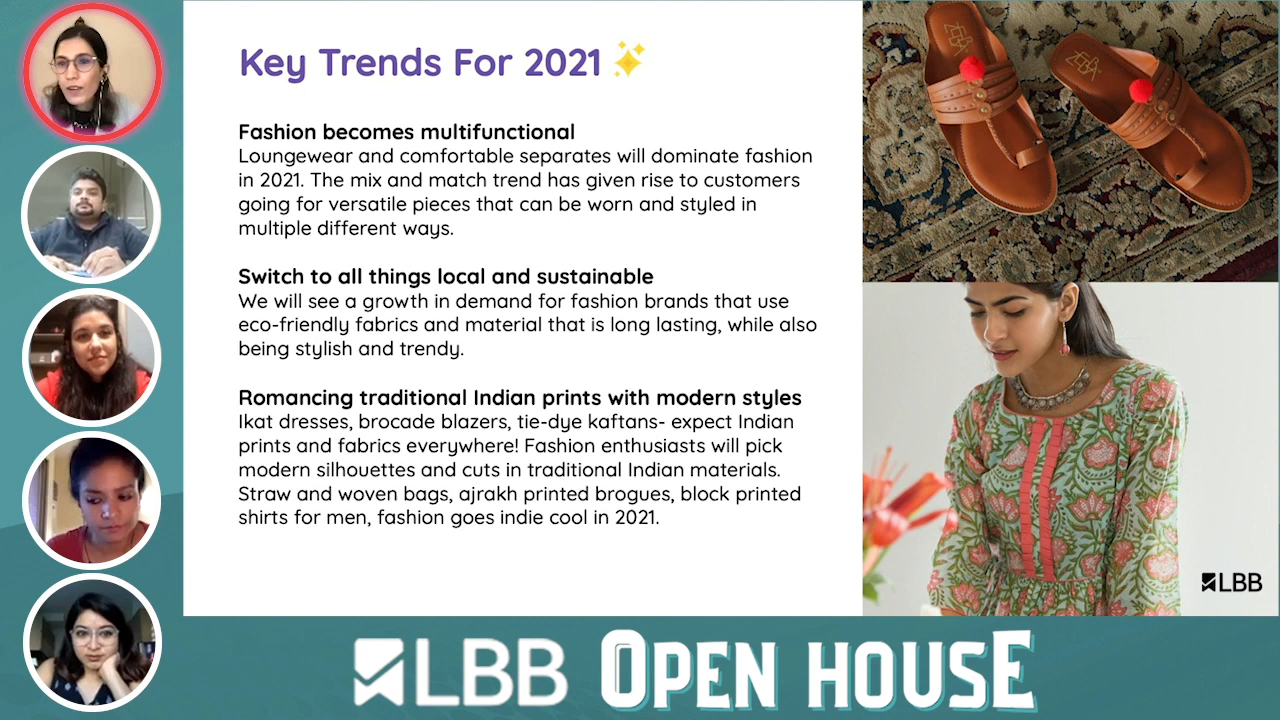 Key Trends For 2021
Fashion becomes multifunctional
Loungewear and comfortable separates will dominate fashion
in 2021. The mix and match trend has given rise to customers
going for versatile pieces that can be worn and styled in
multiple different ways.
Switch to all things local and sustainable
We will see a growth in demand for fashion brands that use
eco-friendly fabrics and material that is long lasting, while also
being stylish and trendy.
Romancing traditional Indian prints with modern styles
Ikat dresses, brocade blazers, tie-dye kaftans- expect Indian
prints and fabrics everywhere! Fashion enthusiasts will pick
modern silhouettes and cuts in traditional Indian materials.
Straw and woven bags, ajrakh printed brogues, block printed
shirts for men, fashion goes indie cool in 2021.
LBB
LBB OPEN HOUSE